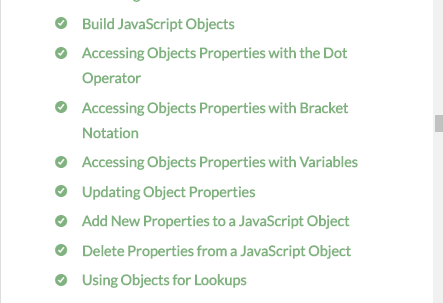 Build JavaScript Objects
Accessing Objects Properties with the Dot
Operator
Accessing Objects Properties with Bracket
Notation
Accessing Objects Properties with Variables
Updating Object Properties
Add New Properties to a JavaScript Object
Delete Properties from a JavaScript Object
Using Objects for Lookups